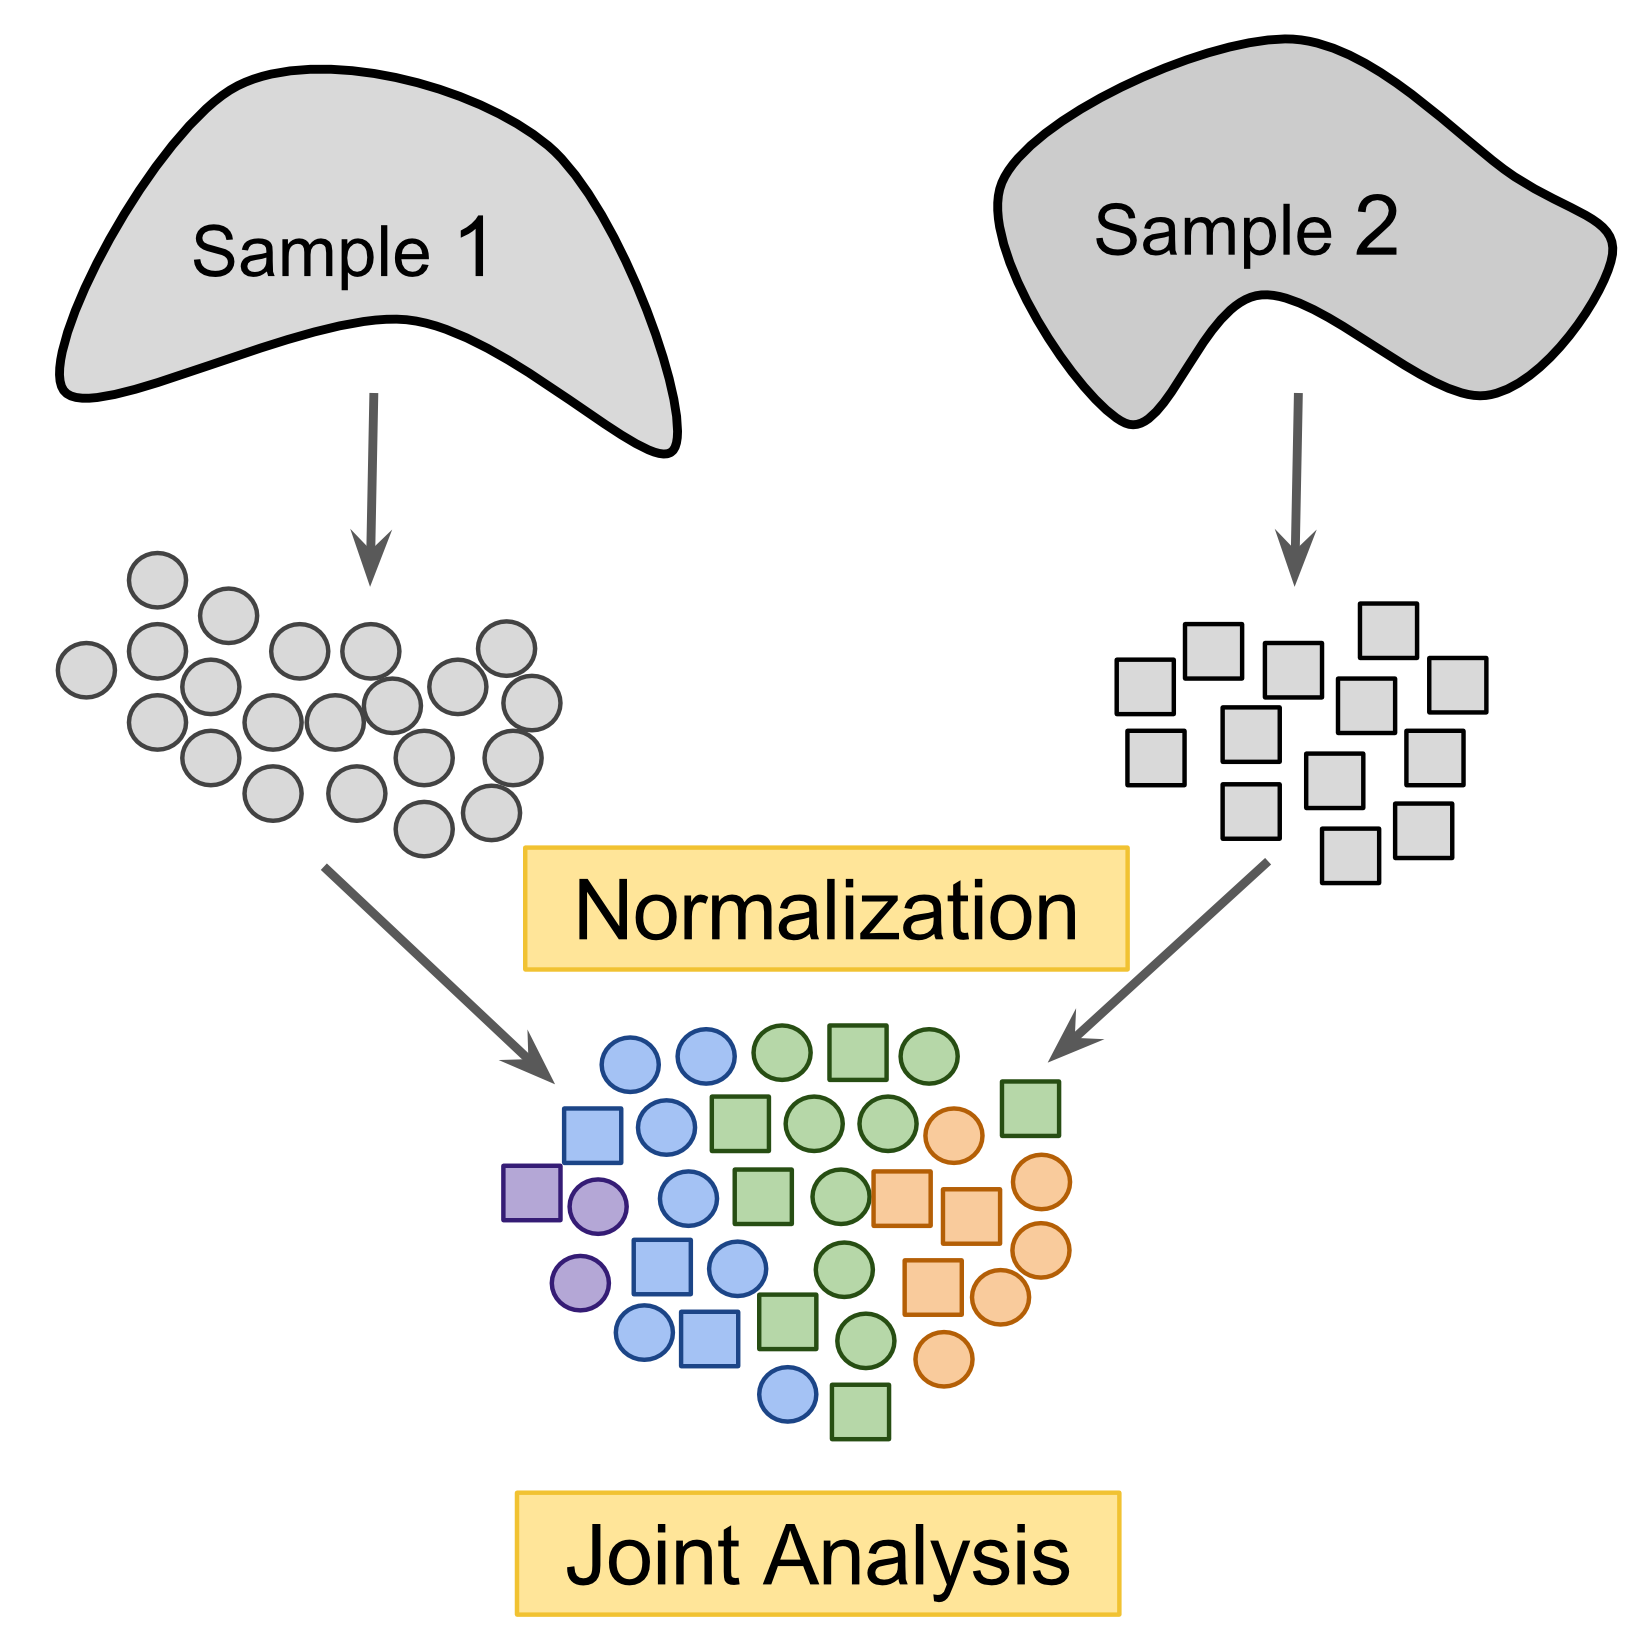 Sample 1
Sample 2
Normalization
Joint Analysis